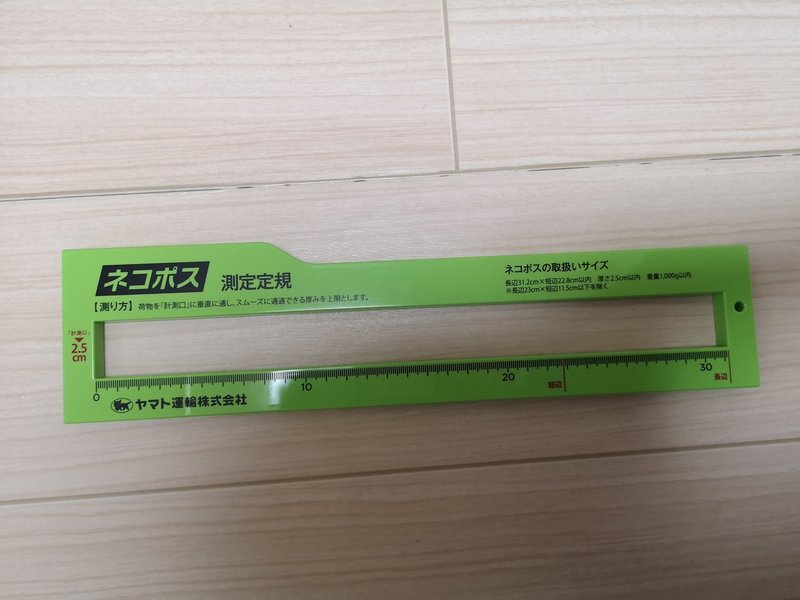 ネコポス 測定定規
【測り方】 荷物を「計測口」に垂直に通し、スムーズに通過できる厚みを上限とします。
ネコポスの取扱いサイズ
長辺31.2cm×短辺22.8cm以内 厚さ2.5cm以内 重量1,000g以内
※長辺23cm×短辺11.5cm以下を除く
「計測口」
▼
2.5
cm
0 10 20 30
短辺 長辺
ヤマト運輸株式会社